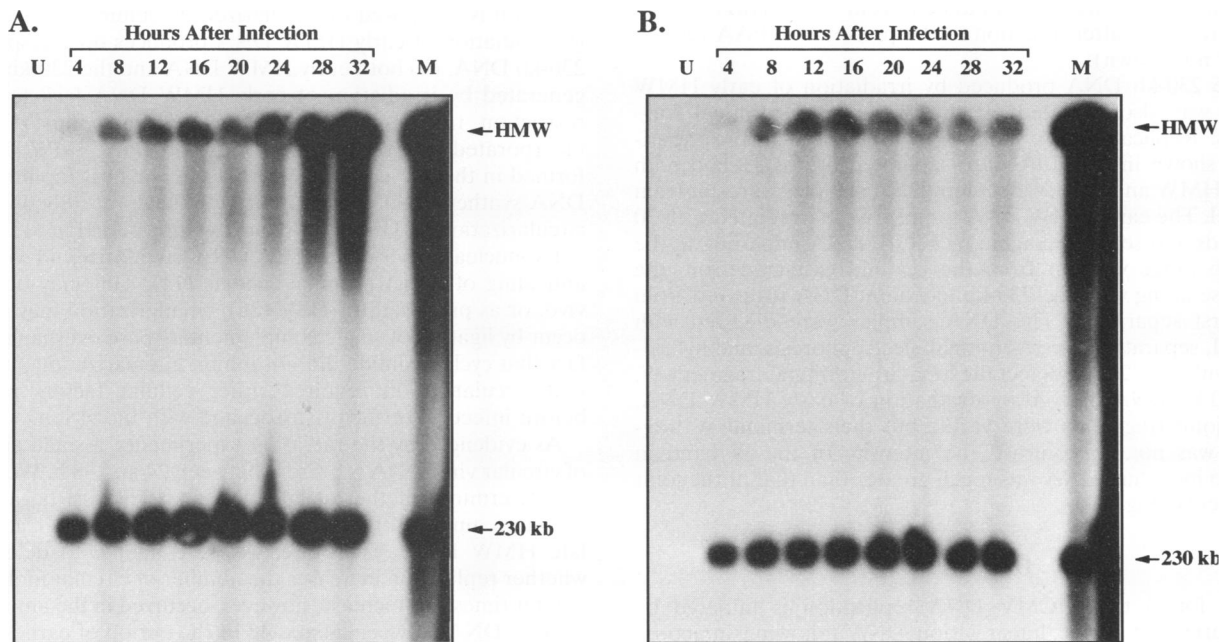 A.
Hours After Infection
U 4 8 12 16 20 24 28 32 M
HMW
230 kb
B.
Hours After Infection
U 4 8 12 16 20 24 28 32 M
HMW
230 kb